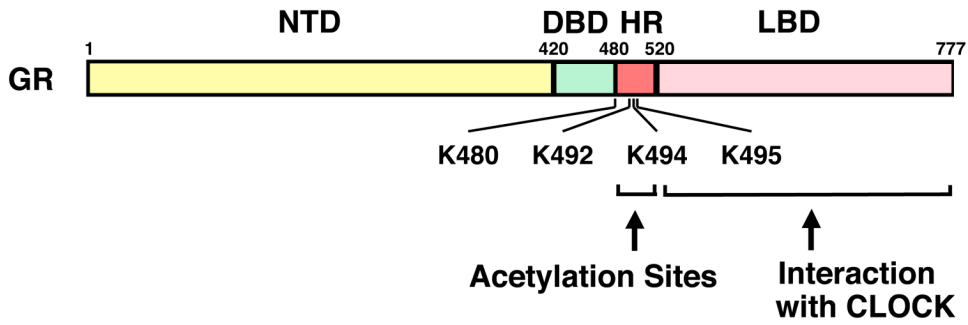 NTD DBD HR LBD
1 420 480 520 777
GR
K480 K492 K494 K495
Acetylation Sites
Interaction
with CLOCK